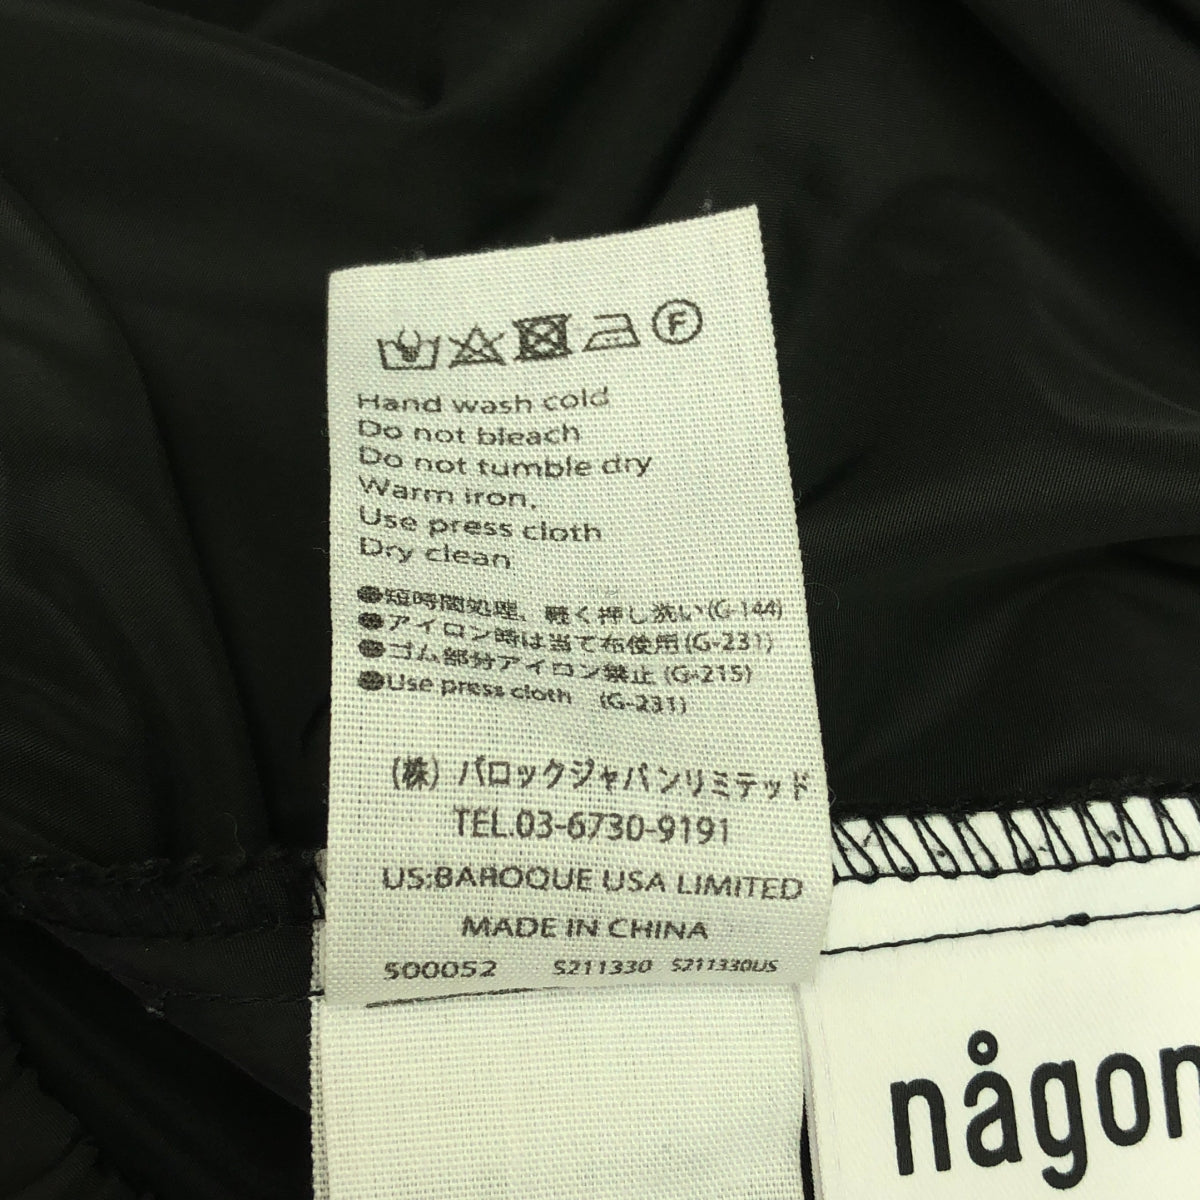 F
Hand wash cold
Do not bleach
Do not tumble dry
Warm iron.
Use press cloth
Dry clean
●短時間処理、軽く押し洗い(G-144)
●アイロン時は当て布使用(G-231)
●ゴム部分アイロン禁止 (G-215)
●Use press cloth (G-231)
(株) バロックジャパンリミテッド
TEL.03-6730-9191
US:BAROQUE USA LIMITED
MADE IN CHINA
500052 S211330 S211330US
någon